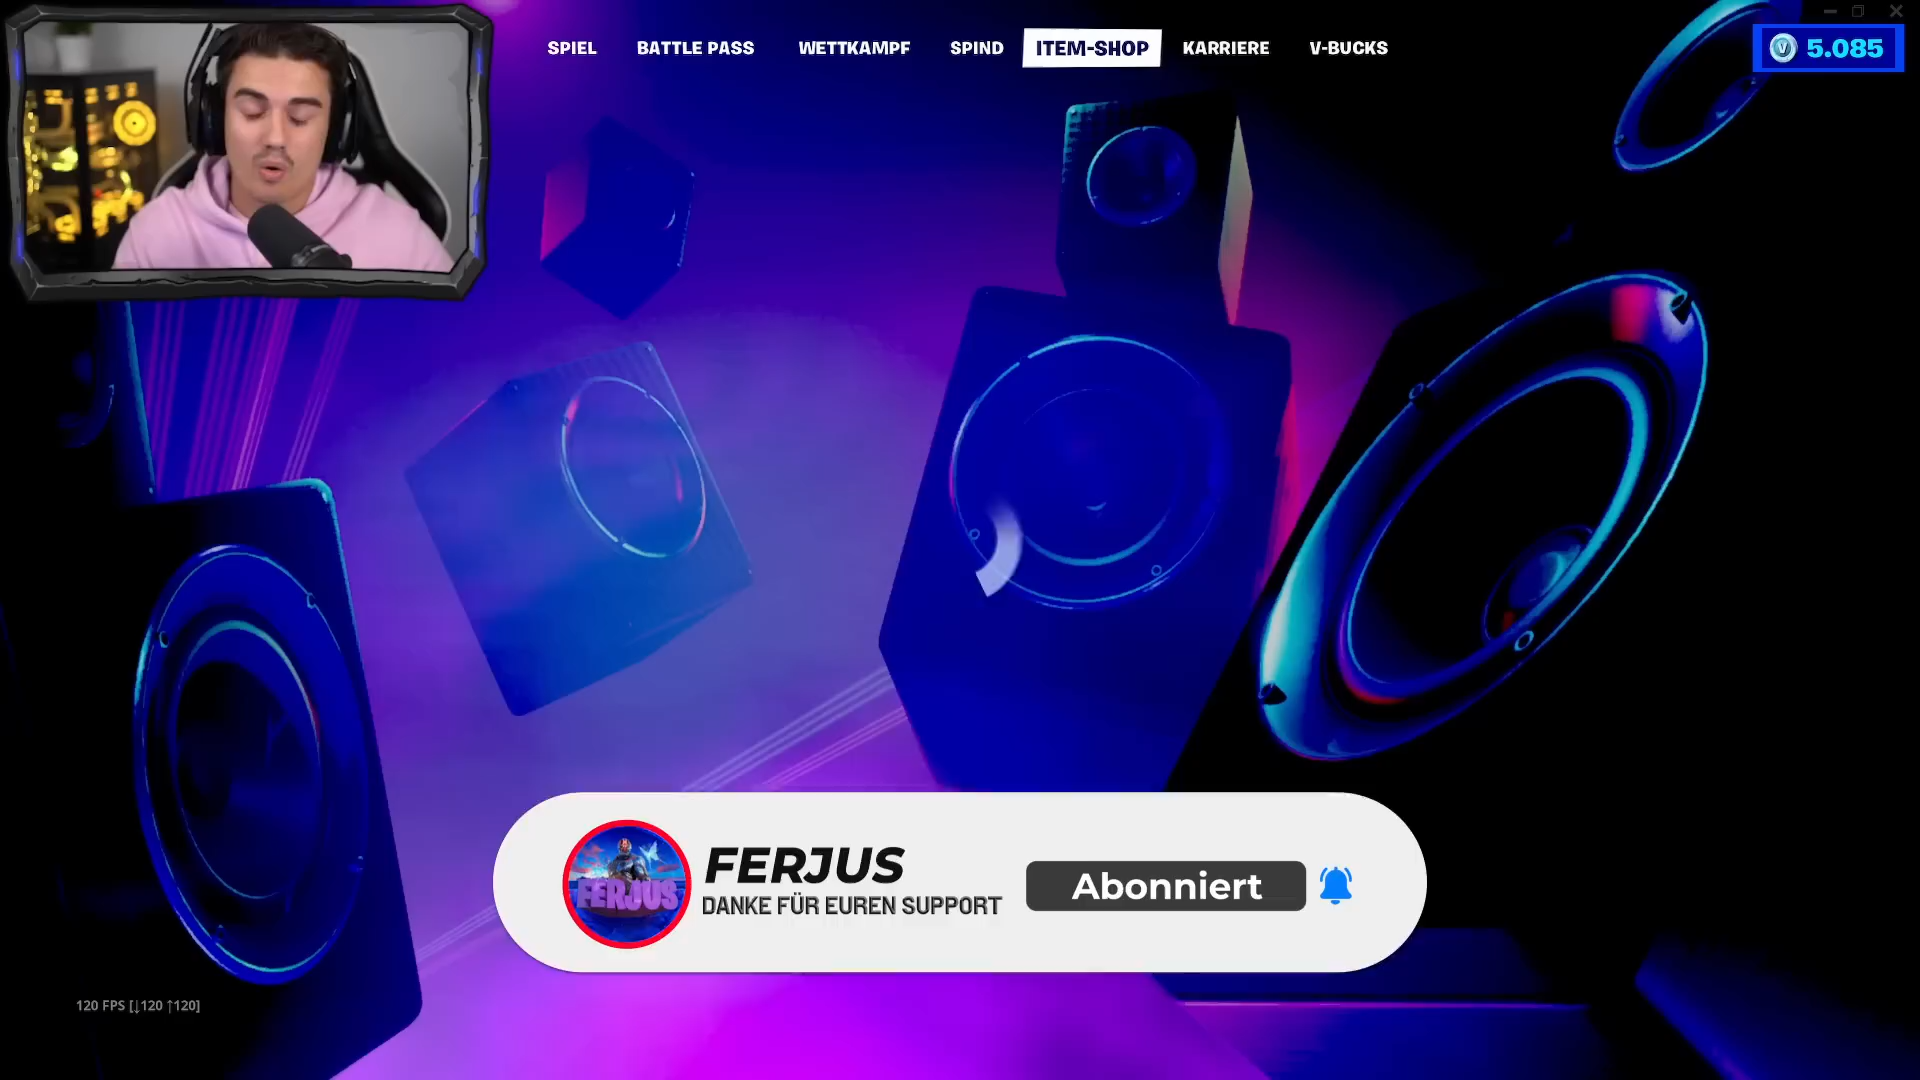 SPIEL BATTLE PASS WETTKAMPF SPIND ITEM-SHOP KARRIERE V-BUCKS
V 5.085
FERJUS
FERJUS
DANKE FÜR EUREN SUPPORT
Abonniert
120 FPS [↓120 ↑120]